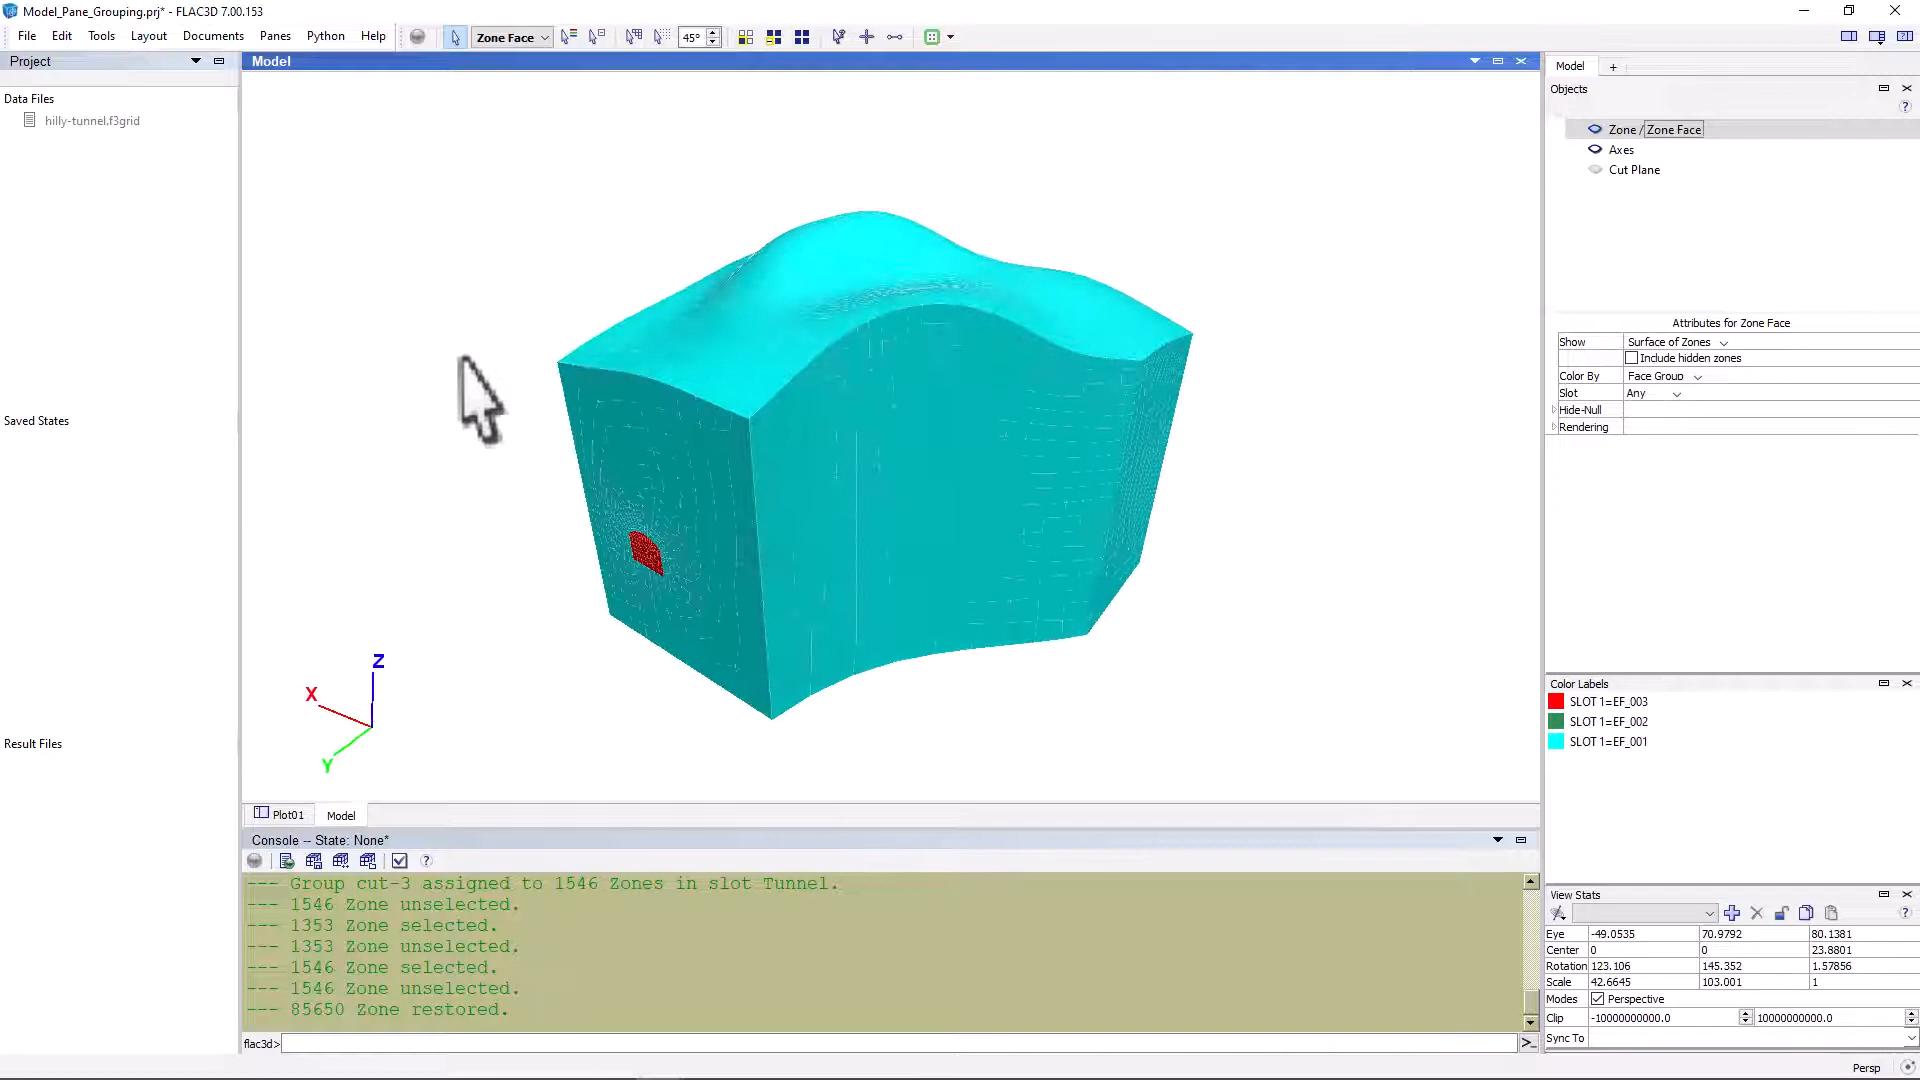 Model_Pane_Grouping.prj* - FLAC3D 7.00.153
File Edit Tools Layout Documents Panes Python Help
Zone Face
45°
Project
Data Files
hilly-tunnel.f3grid
Saved States
Result Files
Model
X
Y
Z
Plot01
Model
Console -- State: None*
--- Group cut-3 assigned to 1546 Zones in slot Tunnel.
--- 1546 Zone unselected.
--- 1353 Zone selected.
--- 1353 Zone unselected.
--- 1546 Zone selected.
--- 1546 Zone unselected.
--- 85650 Zone restored.
flac3d>
Model
Objects
Zone / Zone Face
Axes
Cut Plane
Attributes for Zone Face
Show Surface of Zones
Include hidden zones
Color By Face Group
Slot Any
Hide-Null
Rendering
Color Labels
SLOT 1=EF_003
SLOT 1=EF_002
SLOT 1=EF_001
View Stats
Eye -49.0535 70.9792 80.1381
Center 0 0 23.8801
Rotation 123.106 145.352 1.57856
Scale 42.6645 103.001 1
Modes Perspective
Clip -10000000000.0 10000000000.0
Sync To
Persp